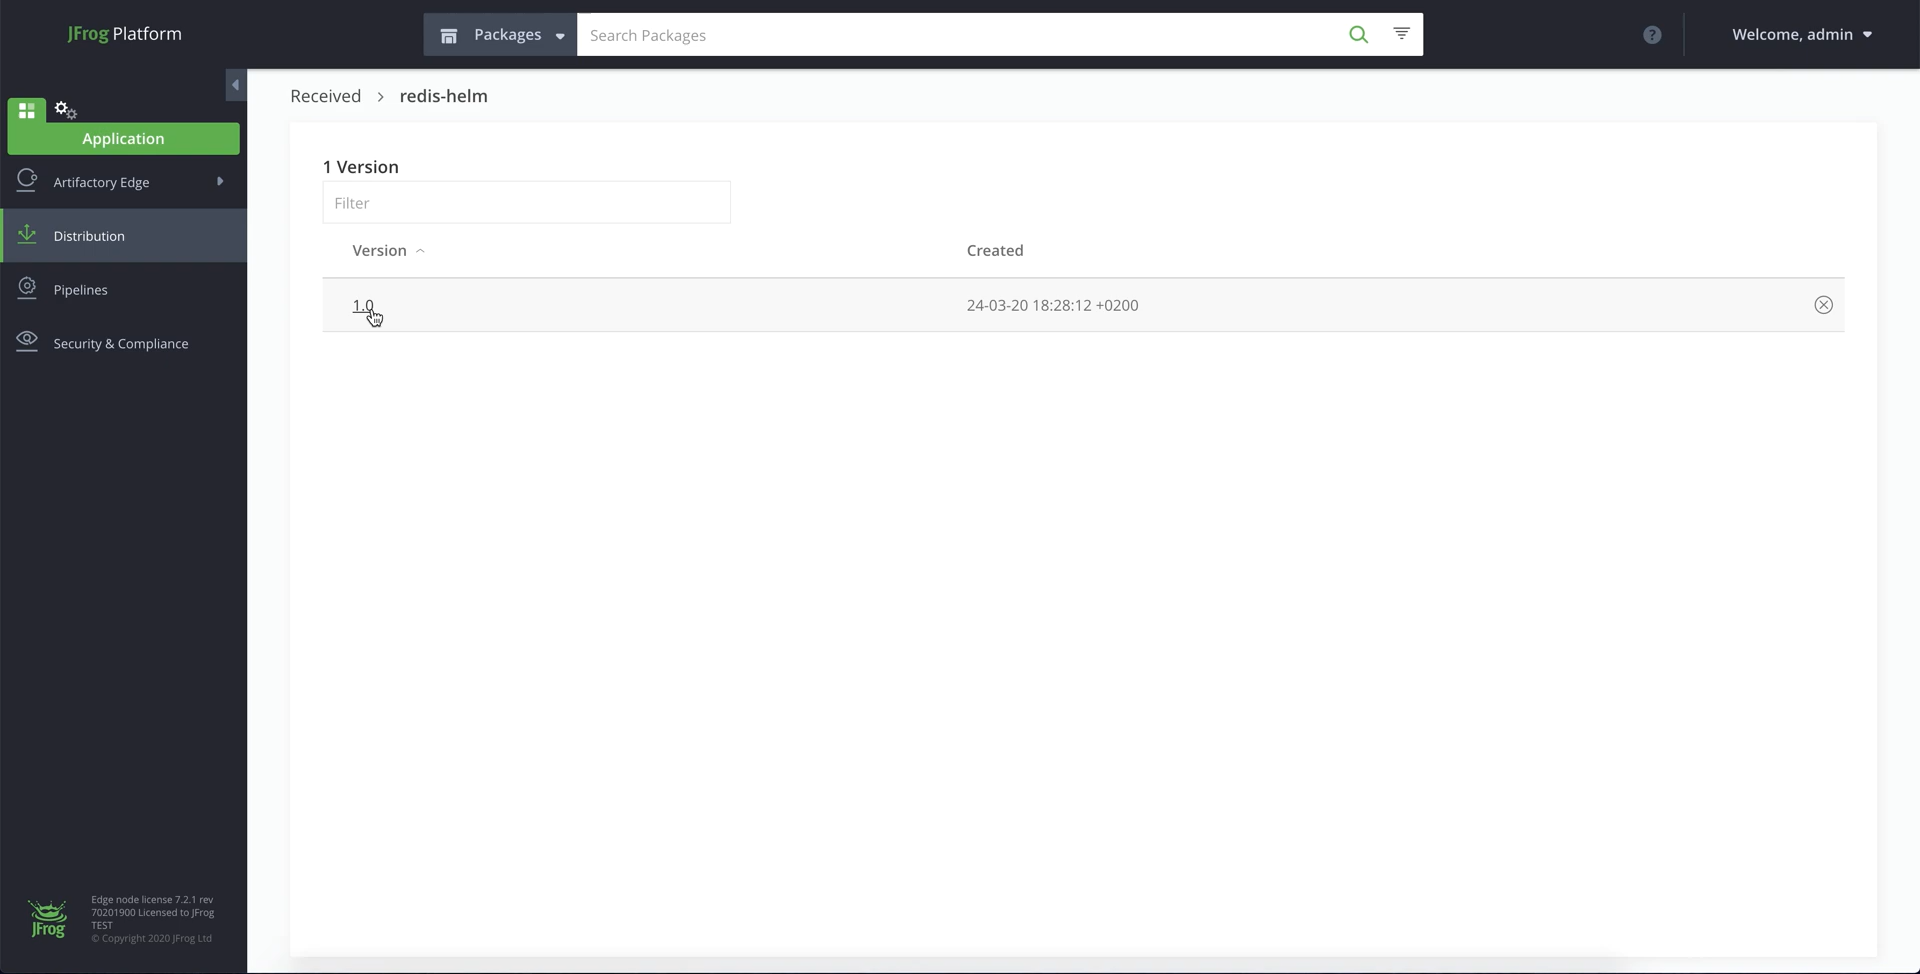 JFrog Platform
Packages
Search Packages
?
Welcome, admin
Received > redis-helm
Application
1 Version
Artifactory Edge
Filter
Distribution
Version
Created
Pipelines
1.0
24-03-20 18:28:12 +0200
Security & Compliance
Edge node license 7.2.1 rev
70201900 Licensed to JFrog
TEST
© Copyright 2020 JFrog Ltd
JFrog